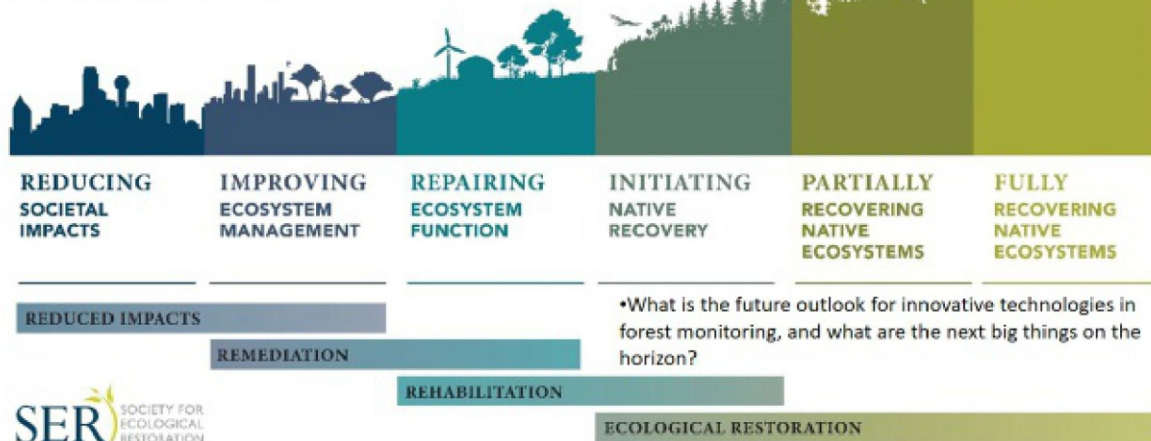 REDUCING
SOCIETAL
IMPACTS
IMPROVING
ECOSYSTEM
MANAGEMENT
REPAIRING
ECOSYSTEM
FUNCTION
INITIATING
NATIVE
RECOVERY
PARTIALLY
RECOVERING
NATIVE
ECOSYSTEMS
FULLY
RECOVERING
NATIVE
ECOSYSTEMS
REDUCED IMPACTS
•What is the future outlook for innovative technologies in
forest monitoring, and what are the next big things on the
horizon?
REMEDIATION
REHABILITATION
ECOLOGICAL RESTORATION
SER
SOCIETY FOR
ECOLOGICAL
RESTORATION